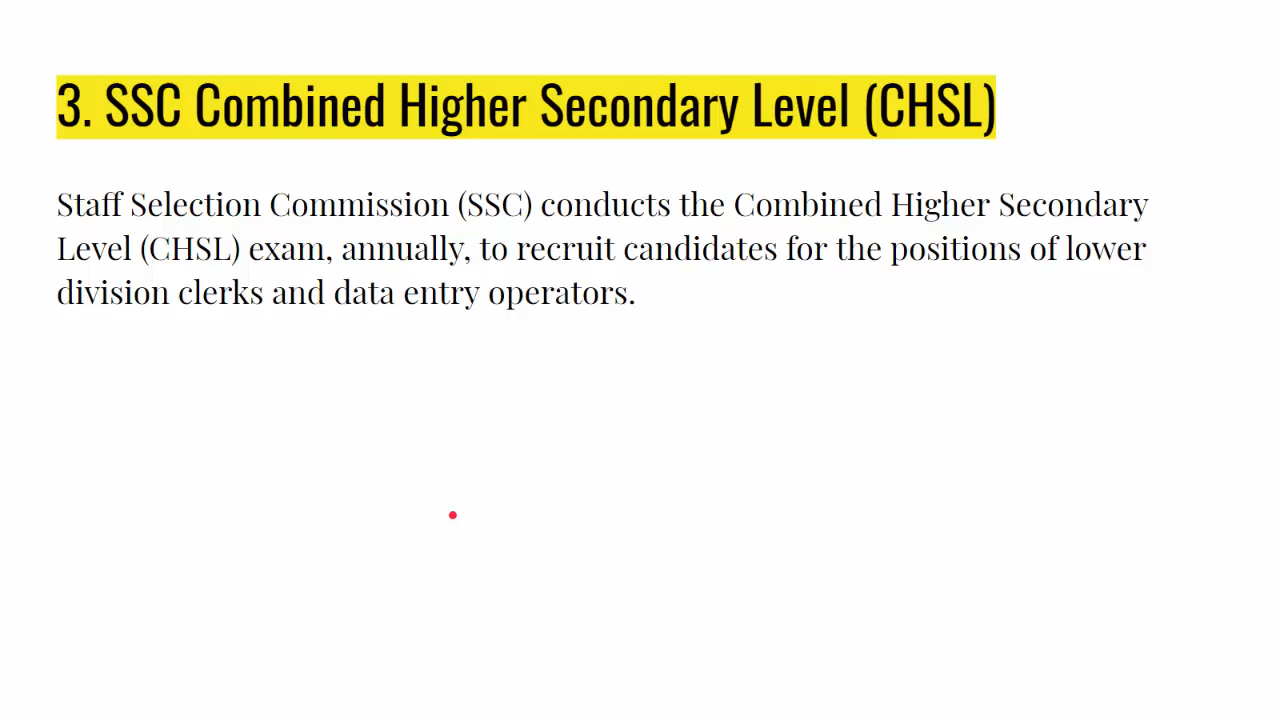 3. SSC Combined Higher Secondary Level (CHSL)
Staff Selection Commission (SSC) conducts the Combined Higher Secondary
Level (CHSL) exam, annually, to recruit candidates for the positions of lower
division clerks and data entry operators.